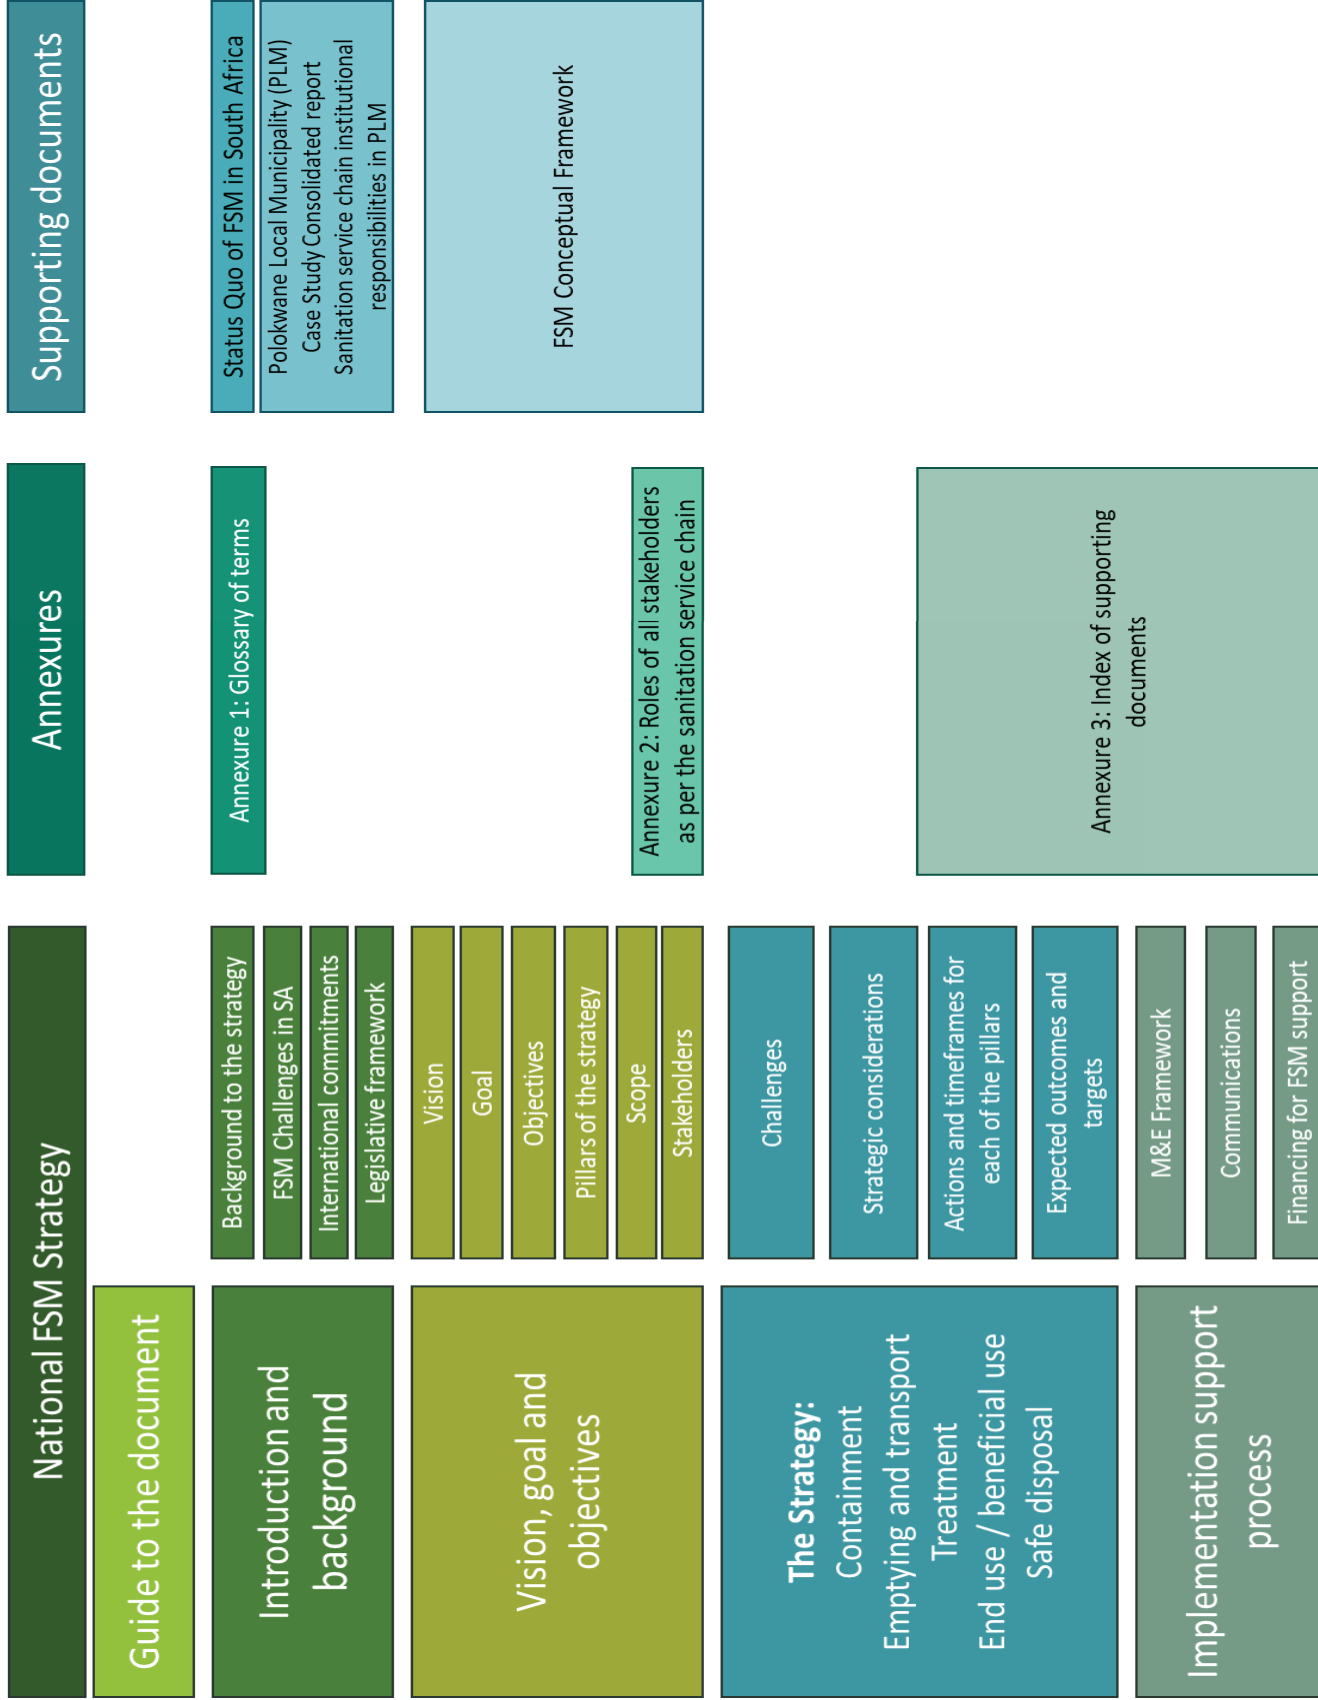 National FSM Strategy
Annexures
Supporting documents
Guide to the document
Introduction and
background
Background to the strategy
FSM Challenges in SA
International commitments
Legislative framework
Annexure 1: Glossary of terms
Status Quo of FSM in South Africa
Polokwane Local Municipality (PLM)
Case Study Consolidated report
Sanitation service chain institutional
responsibilities in PLM
Vision, goal and
objectives
Vision
Goal
Objectives
Pillars of the strategy
Scope
Stakeholders
Annexure 2: Roles of all stakeholders
as per the sanitation service chain
FSM Conceptual Framework
The Strategy:
Containment
Emptying and transport
Treatment
End use / beneficial use
Safe disposal
Challenges
Strategic considerations
Actions and timeframes for
each of the pillars
Expected outcomes and
targets
Implementation support
process
M&E Framework
Communications
Financing for FSM support
Annexure 3: Index of supporting
documents